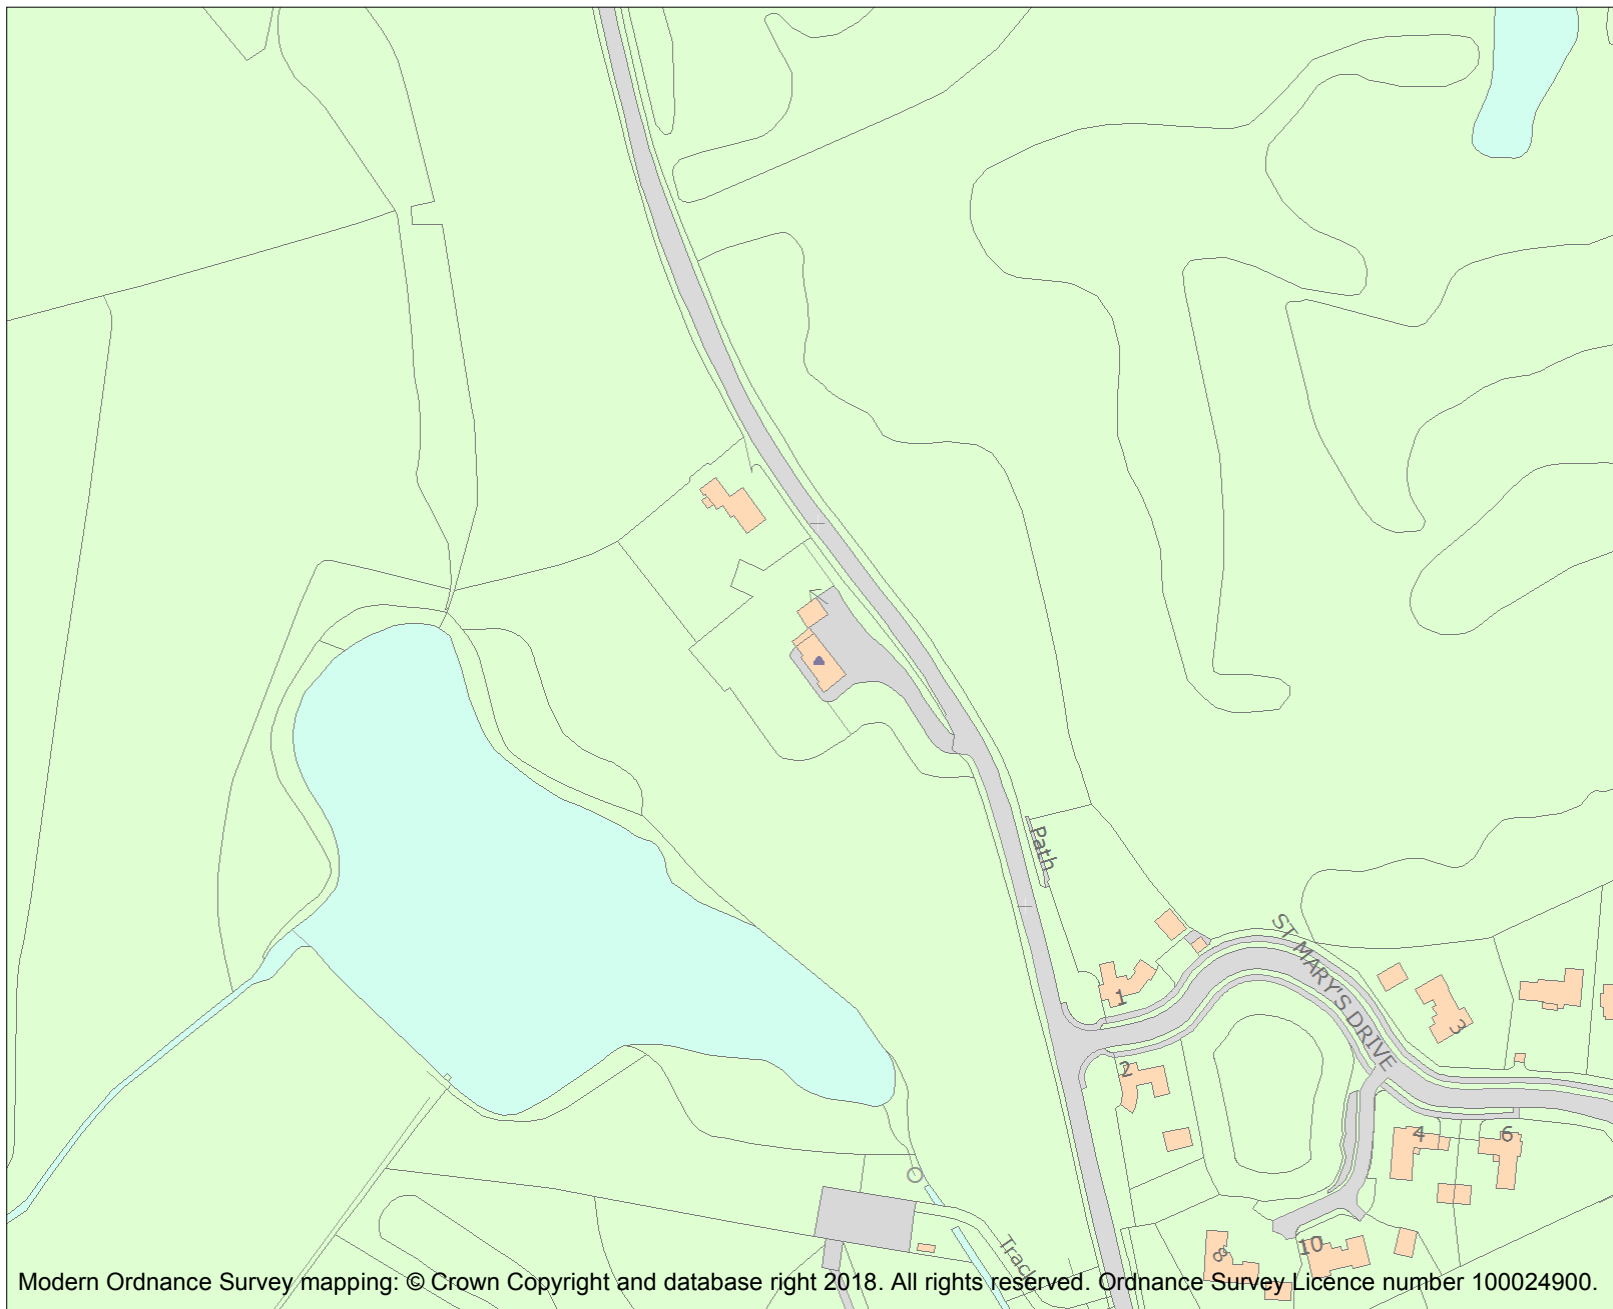 Path
ST MARY'S DRIVE
1
3
2
4
6
Track
8
10
Modern Ordnance Survey mapping: © Crown Copyright and database right 2018. All rights reserved. Ordnance Survey Licence number 100024900.